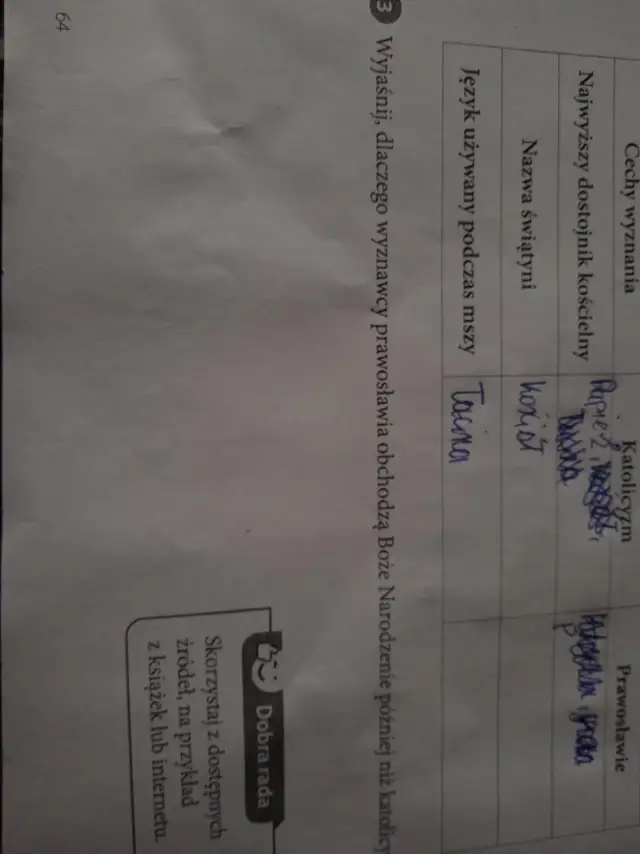 Cechy wyznania Katolicyzm Prawosławie
Najwyższy dostojnik kościelny Papież,
Nazwa świątyni kościół
Język używany podczas mszy Łacina
3 Wyjaśnij, dlaczego wyznawcy prawosławia obchodzą Boże Narodzenie później niż katolicy
Dobra rada
Skorzystaj z dostępnych
źródeł, na przykład
z książek lub internetu.
64